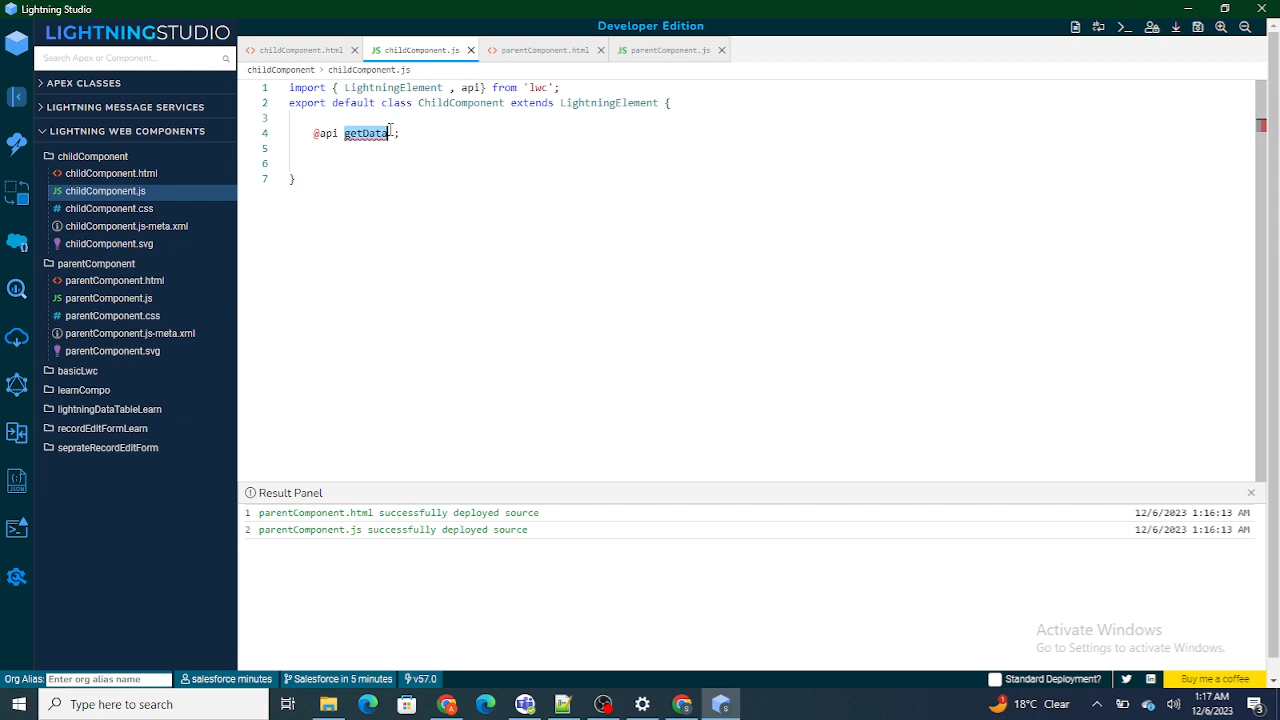 Lightning Studio
LIGHTNINGSTUDIO
Developer Edition
Search Apex or Component...
childComponent.html
JS childComponent.js
parentComponent.html
JS parentComponent.js
childComponent > childComponent.js
APEX CLASSES
LIGHTNING MESSAGE SERVICES
LIGHTNING WEB COMPONENTS
childComponent
childComponent.html
JS childComponent.js
# childComponent.css
childComponent.js-meta.xml
childComponent.svg
parentComponent
parentComponent.html
JS parentComponent.js
# parentComponent.css
parentComponent.js-meta.xml
parentComponent.svg
basicLwc
learnCompo
lightningDataTableLearn
recordEditFormLearn
seprateRecordEditForm
JSON
1 import { LightningElement , api} from 'lwc';
2 export default class ChildComponent extends LightningElement {
3
4 @api getData ;
5
6
7 }
Result Panel
1 parentComponent.html successfully deployed source 12/6/2023 1:16:13 AM
2 parentComponent.js successfully deployed source 12/6/2023 1:16:13 AM
Activate Windows
Go to Settings to activate Windows.
Org Alias: Enter org alias name salesforce minutes Salesforce in 5 minutes v57.0 Standard Deployment? Buy me a coffee
Type here to search 18°C Clear 1:17 AM
12/6/2023
3